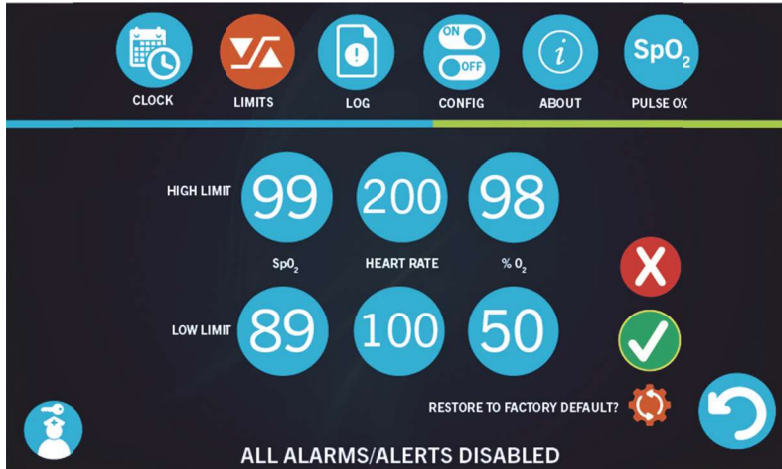 ON
OFF
i
SpO₂
CLOCK LIMITS LOG CONFIG ABOUT PULSE OX
HIGH LIMIT 99 200 98
SpO₂ HEART RATE % O₂
X
LOW LIMIT 89 100 50
RESTORE TO FACTORY DEFAULT?
ALL ALARMS/ALERTS DISABLED